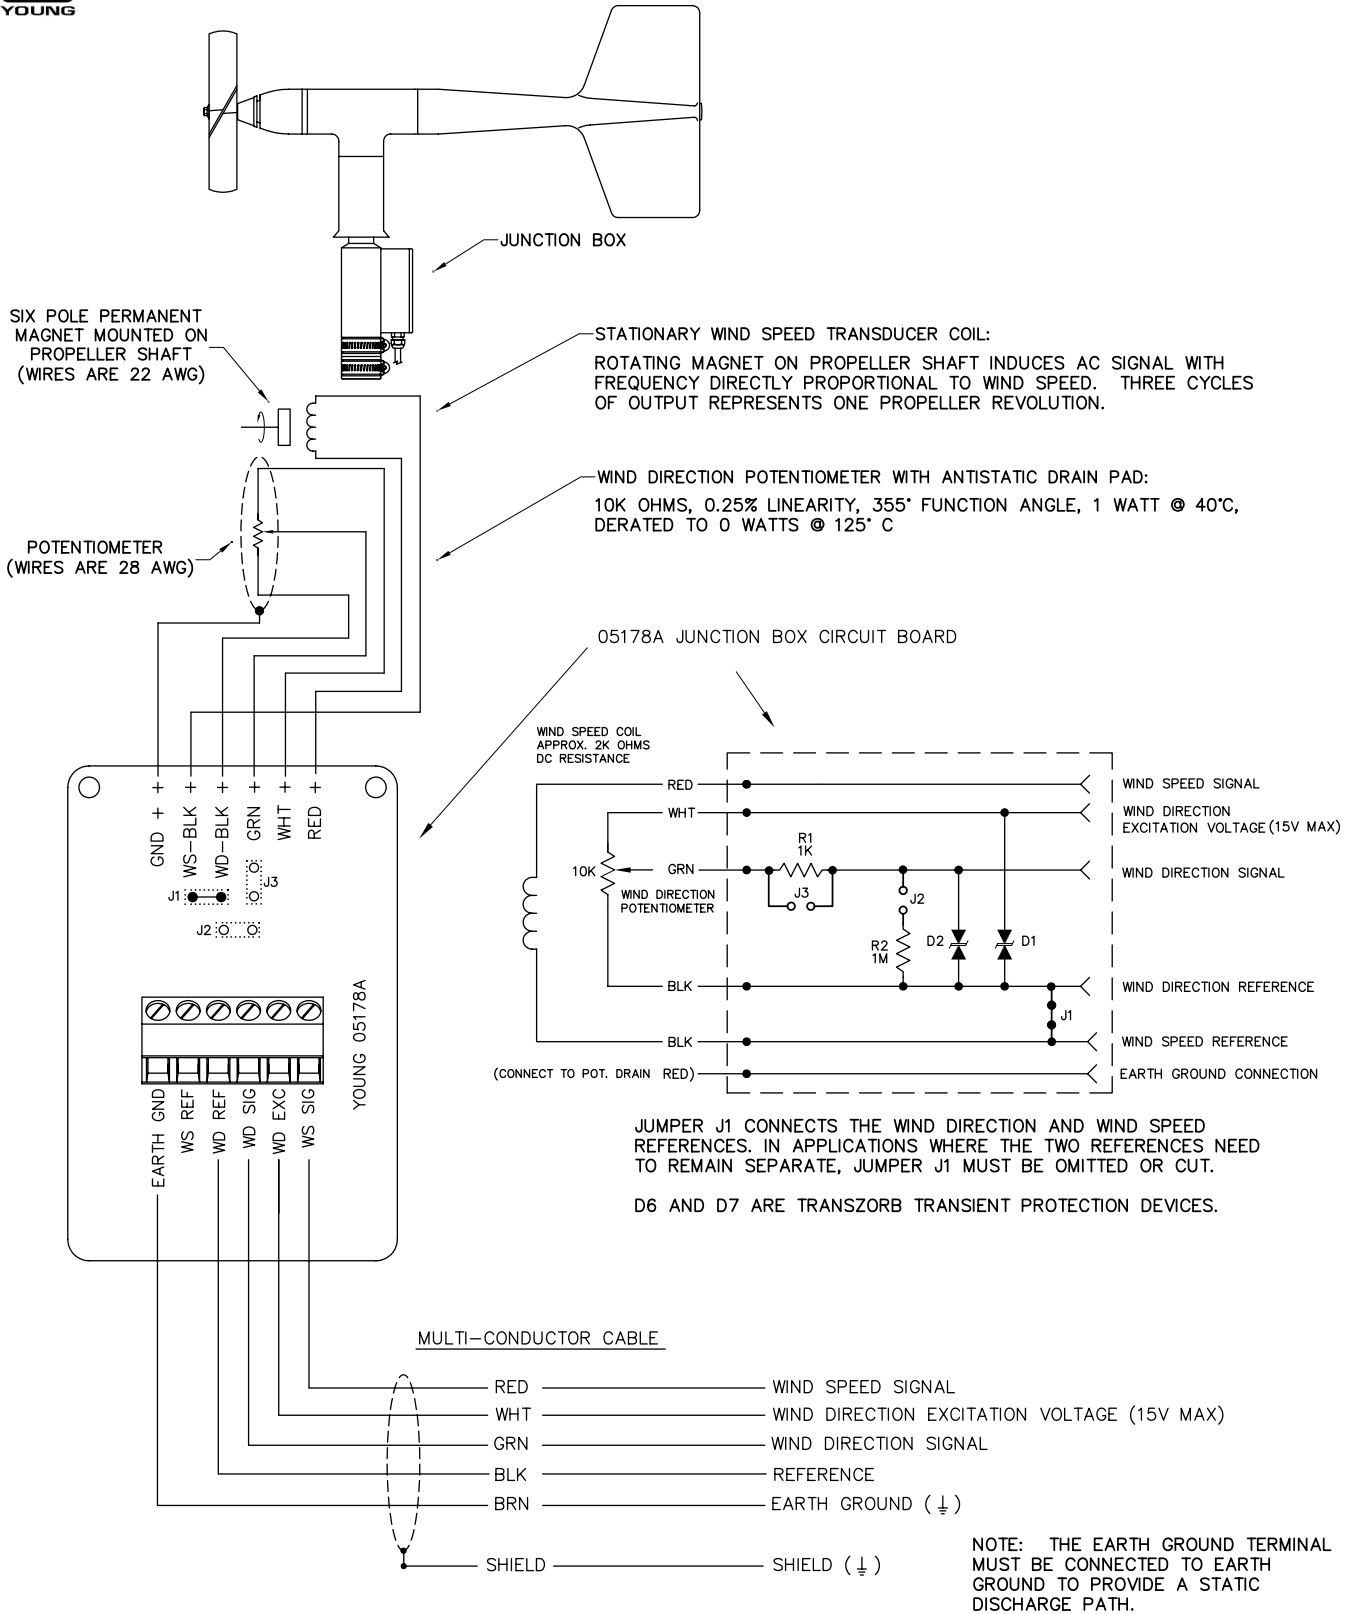 YOUNG
JUNCTION BOX
SIX POLE PERMANENT
MAGNET MOUNTED ON
PROPELLER SHAFT
(WIRES ARE 22 AWG)
STATIONARY WIND SPEED TRANSDUCER COIL:
ROTATING MAGNET ON PROPELLER SHAFT INDUCES AC SIGNAL WITH
FREQUENCY DIRECTLY PROPORTIONAL TO WIND SPEED. THREE CYCLES
OF OUTPUT REPRESENTS ONE PROPELLER REVOLUTION.
WIND DIRECTION POTENTIOMETER WITH ANTISTATIC DRAIN PAD:
10K OHMS, 0.25% LINEARITY, 355° FUNCTION ANGLE, 1 WATT @ 40°C,
DERATED TO 0 WATTS @ 125° C
POTENTIOMETER
(WIRES ARE 28 AWG)
05178A JUNCTION BOX CIRCUIT BOARD
GND +
WS-BLK +
WD-BLK +
GRN +
WHT +
RED +
J1
J3
J2
YOUNG 05178A
EARTH GND
WS REF
WD REF
WD SIG
WD EXC
WS SIG
WIND SPEED COIL
APPROX. 2K OHMS
DC RESISTANCE
RED
WIND SPEED SIGNAL
WHT
WIND DIRECTION
EXCITATION VOLTAGE (15V MAX)
R1
1K
10K
GRN
WIND DIRECTION SIGNAL
J3
J2
WIND DIRECTION
POTENTIOMETER
R2
1M
D2
D1
BLK
WIND DIRECTION REFERENCE
J1
BLK
WIND SPEED REFERENCE
(CONNECT TO POT. DRAIN RED)
EARTH GROUND CONNECTION
JUMPER J1 CONNECTS THE WIND DIRECTION AND WIND SPEED
REFERENCES. IN APPLICATIONS WHERE THE TWO REFERENCES NEED
TO REMAIN SEPARATE, JUMPER J1 MUST BE OMITTED OR CUT.
D6 AND D7 ARE TRANSZORB TRANSIENT PROTECTION DEVICES.
MULTI-CONDUCTOR CABLE
RED WIND SPEED SIGNAL
WHT WIND DIRECTION EXCITATION VOLTAGE (15V MAX)
GRN WIND DIRECTION SIGNAL
BLK REFERENCE
BRN EARTH GROUND (⏚)
SHIELD SHIELD (⏚)
NOTE: THE EARTH GROUND TERMINAL
MUST BE CONNECTED TO EARTH
GROUND TO PROVIDE A STATIC
DISCHARGE PATH.